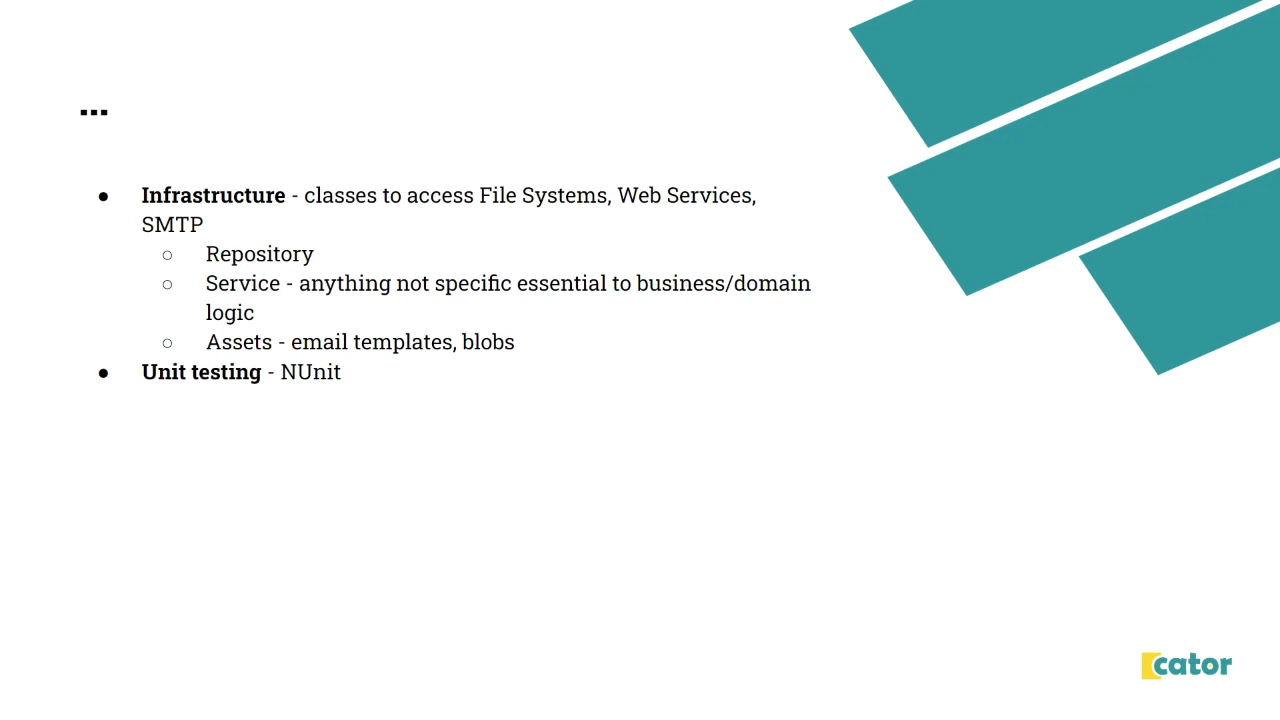 ...
● Infrastructure - classes to access File Systems, Web Services,
SMTP
○ Repository
○ Service - anything not specific essential to business/domain
logic
○ Assets - email templates, blobs
● Unit testing - NUnit
cator